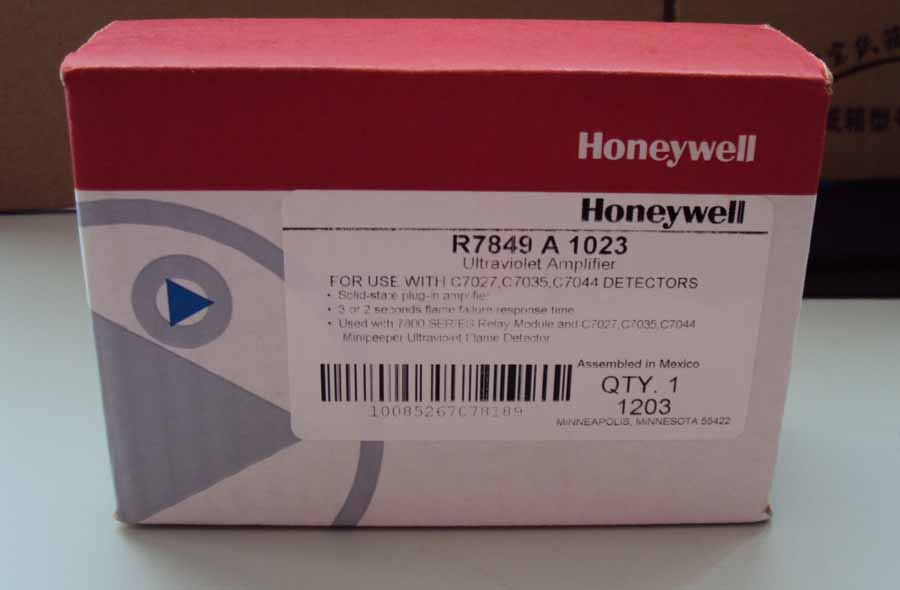 Honeywell
Honeywell
R7849 A 1023
Ultraviolet Amplifier
FOR USE WITH C7027,C7035,C7044 DETECTORS
• Solid-state plug-in amplifier
• 3 or 2 seconds flame failure response time
• Used with 7800 SERIES Relay Module and C7027,C7035,C7044
Minipeeper Ultraviolet Flame Detector
Assembled in Mexico
QTY. 1
1203
MINNEAPOLIS, MINNESOTA 55422
10085267078189